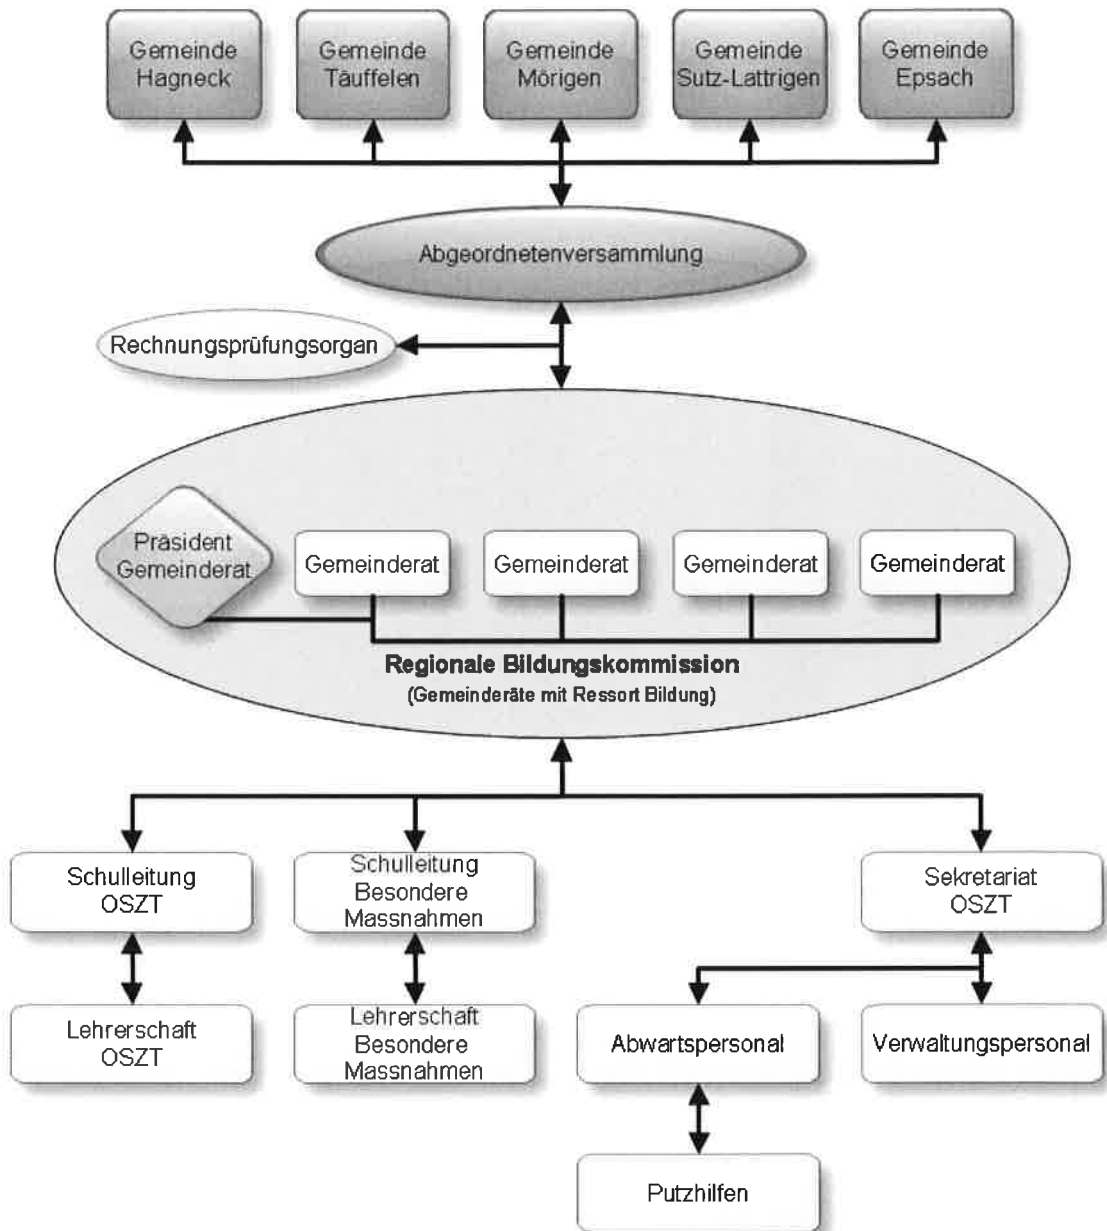 Gemeinde
Hagneck
Gemeinde
Täuffelen
Gemeinde
Mörigen
Gemeinde
Sutz-Lattrigen
Gemeinde
Epsach
Abgeordnetenversammlung
Rechnungsprüfungsorgan
Präsident
Gemeinderat
Gemeinderat
Gemeinderat
Gemeinderat
Gemeinderat
Regionale Bildungskommission
(Gemeinderäte mit Ressort Bildung)
Schulleitung
OSZT
Schulleitung
Besondere
Massnahmen
Sekretariat
OSZT
Lehrerschaft
OSZT
Lehrerschaft
Besondere
Massnahmen
Abwartspersonal
Verwaltungspersonal
Putzhilfen